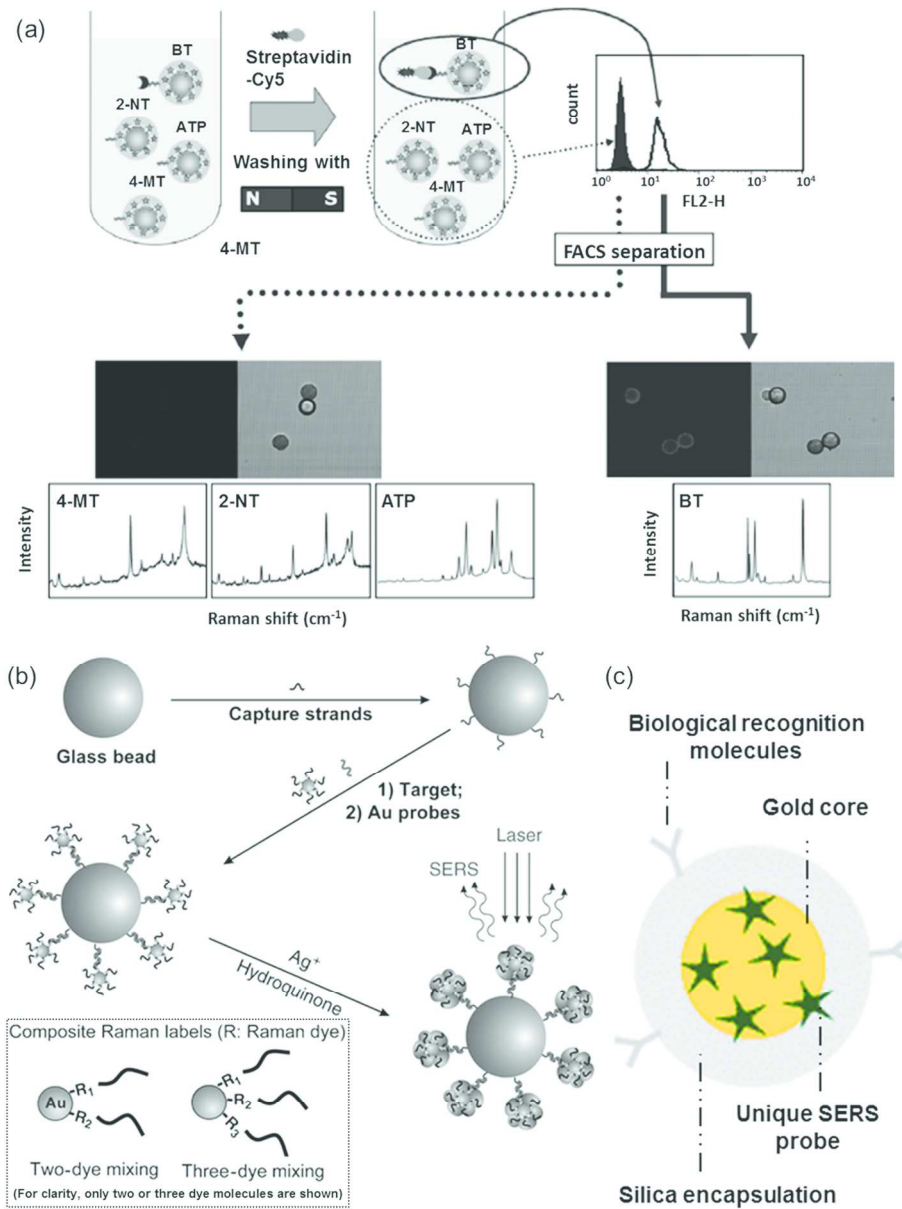 (a)
BT
2-NT
ATP
4-MT
Streptavidin
-Cy5
Washing with
N S
4-MT
BT
2-NT
ATP
4-MT
count
10⁰ 10¹ 10² 10³ 10⁴
FL2-H
FACS separation
4-MT
2-NT
ATP
Intensity
Raman shift (cm⁻¹)
BT
Intensity
Raman shift (cm⁻¹)
(b)
Glass bead
Capture strands
1) Target;
2) Au probes
Laser
SERS
Ag⁺
Hydroquinone
Composite Raman labels (R: Raman dye)
Au
R₁
R₂
R₁
R₂
R₃
Two-dye mixing
Three-dye mixing
(For clarity, only two or three dye molecules are shown)
(c)
Biological recognition
molecules
Gold core
Unique SERS
probe
Silica encapsulation